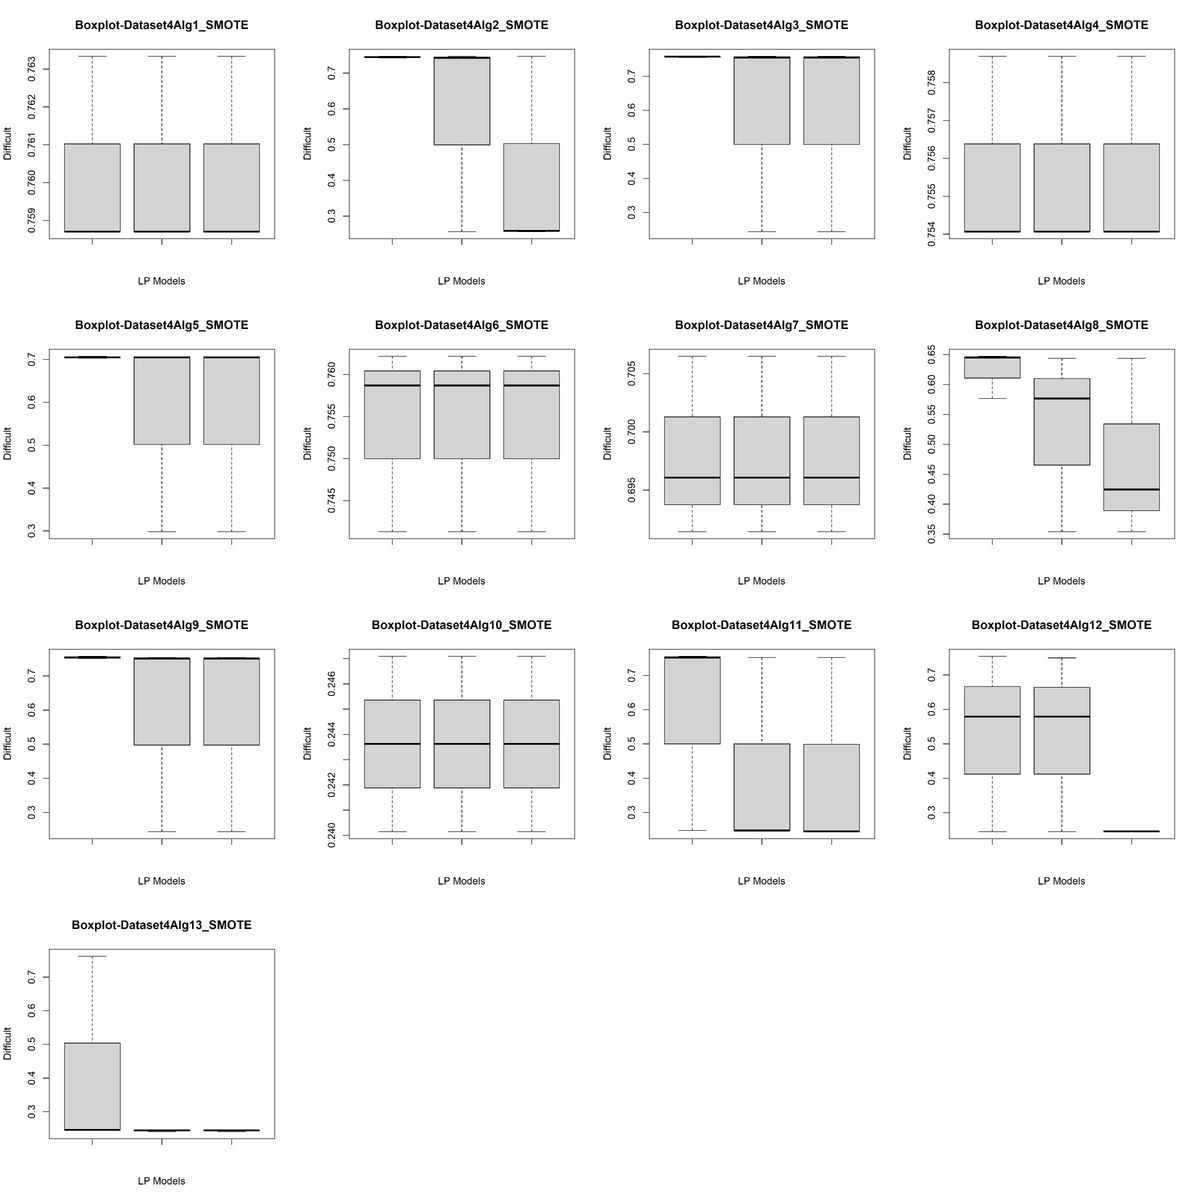 Boxplot-Dataset4Alg1_SMOTE
Difficult
0.759 0.760 0.761 0.762 0.763
LP Models
Boxplot-Dataset4Alg2_SMOTE
Difficult
0.3 0.4 0.5 0.6 0.7
LP Models
Boxplot-Dataset4Alg3_SMOTE
Difficult
0.3 0.4 0.5 0.6 0.7
LP Models
Boxplot-Dataset4Alg4_SMOTE
Difficult
0.754 0.755 0.756 0.757 0.758
LP Models
Boxplot-Dataset4Alg5_SMOTE
Difficult
0.3 0.4 0.5 0.6 0.7
LP Models
Boxplot-Dataset4Alg6_SMOTE
Difficult
0.745 0.750 0.755 0.760
LP Models
Boxplot-Dataset4Alg7_SMOTE
Difficult
0.695 0.700 0.705
LP Models
Boxplot-Dataset4Alg8_SMOTE
Difficult
0.35 0.40 0.45 0.50 0.55 0.60 0.65
LP Models
Boxplot-Dataset4Alg9_SMOTE
Difficult
0.3 0.4 0.5 0.6 0.7
LP Models
Boxplot-Dataset4Alg10_SMOTE
Difficult
0.240 0.242 0.244 0.246
LP Models
Boxplot-Dataset4Alg11_SMOTE
Difficult
0.3 0.4 0.5 0.6 0.7
LP Models
Boxplot-Dataset4Alg12_SMOTE
Difficult
0.3 0.4 0.5 0.6 0.7
LP Models
Boxplot-Dataset4Alg13_SMOTE
Difficult
0.3 0.4 0.5 0.6 0.7
LP Models